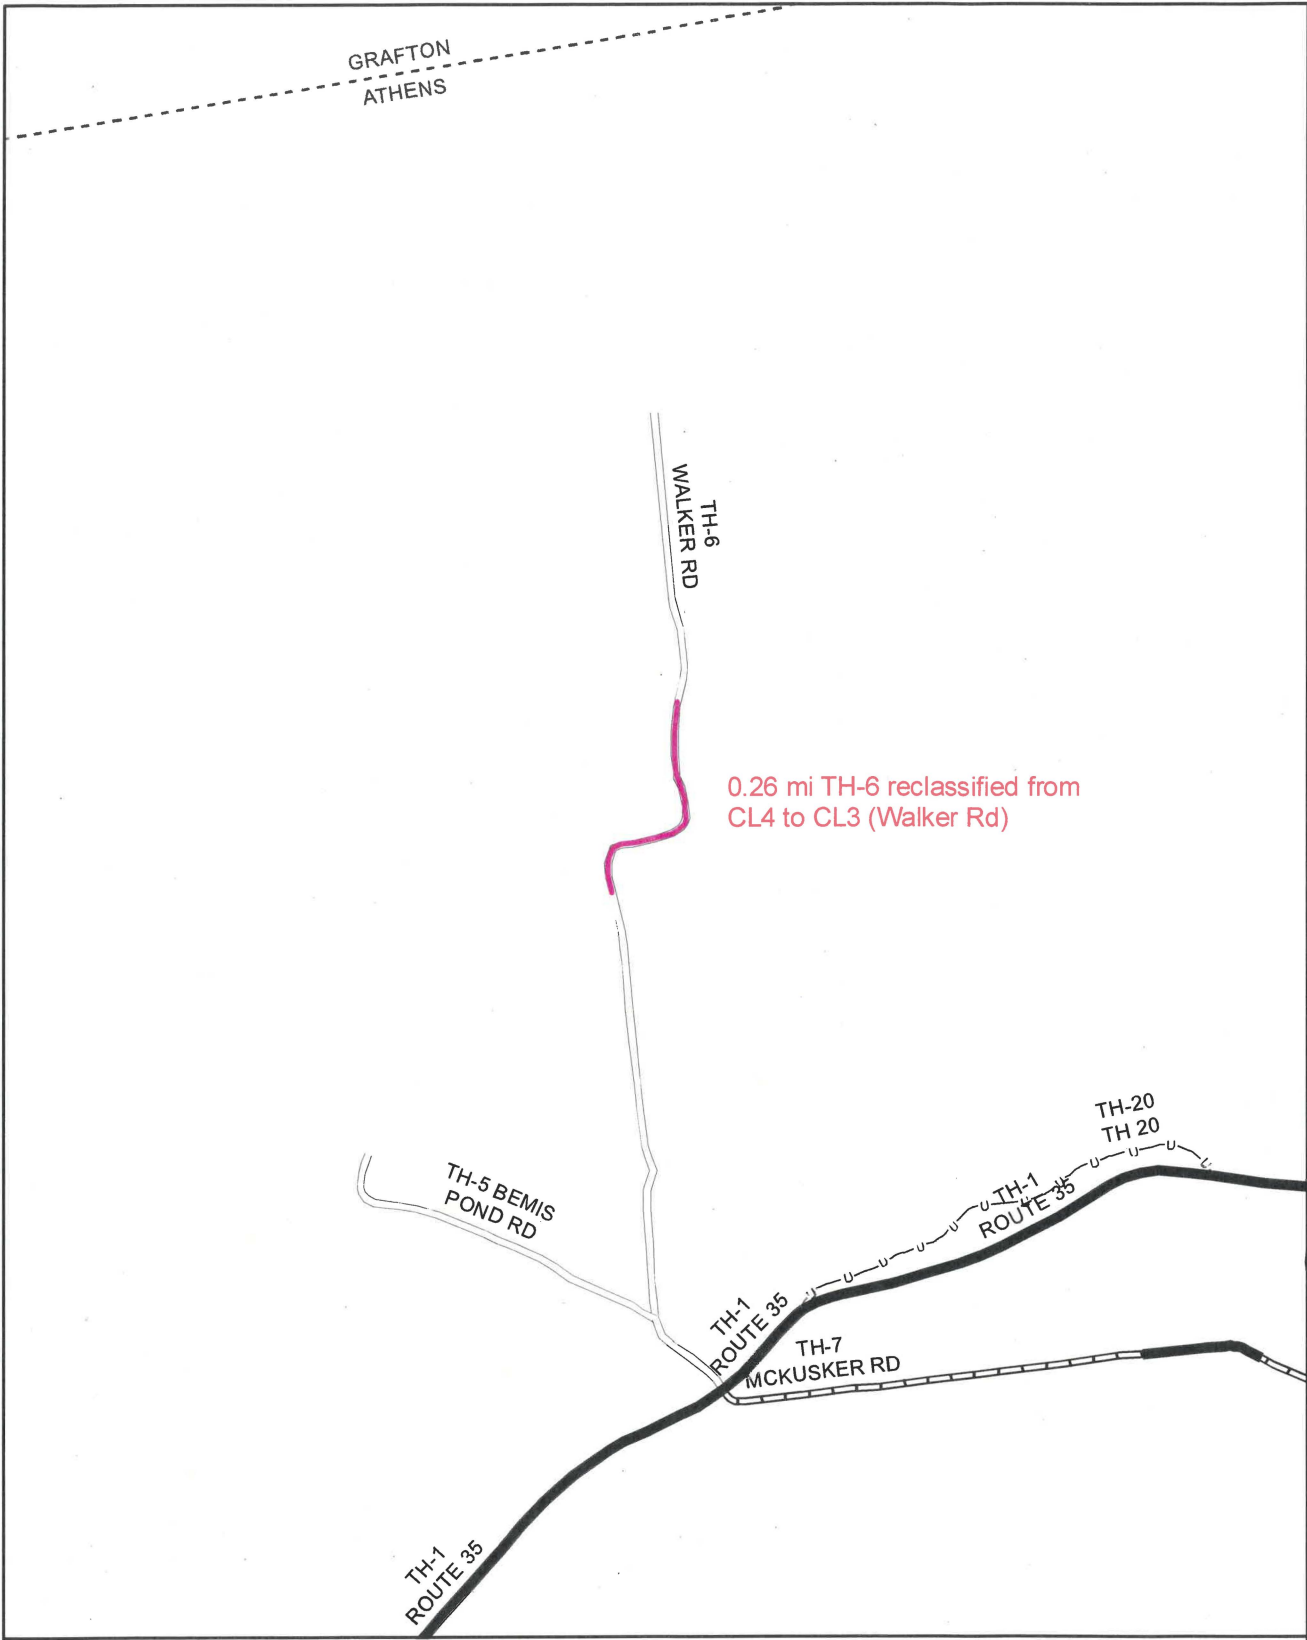 GRAFTON
ATHENS
TH-6
WALKER RD
0.26 mi TH-6 reclassified from
CL4 to CL3 (Walker Rd)
TH-20
TH 20
TH-1
ROUTE 35
TH-5 BEMIS
POND RD
TH-1
ROUTE 35
TH-7
MCKUSKER RD
TH-1
ROUTE 35